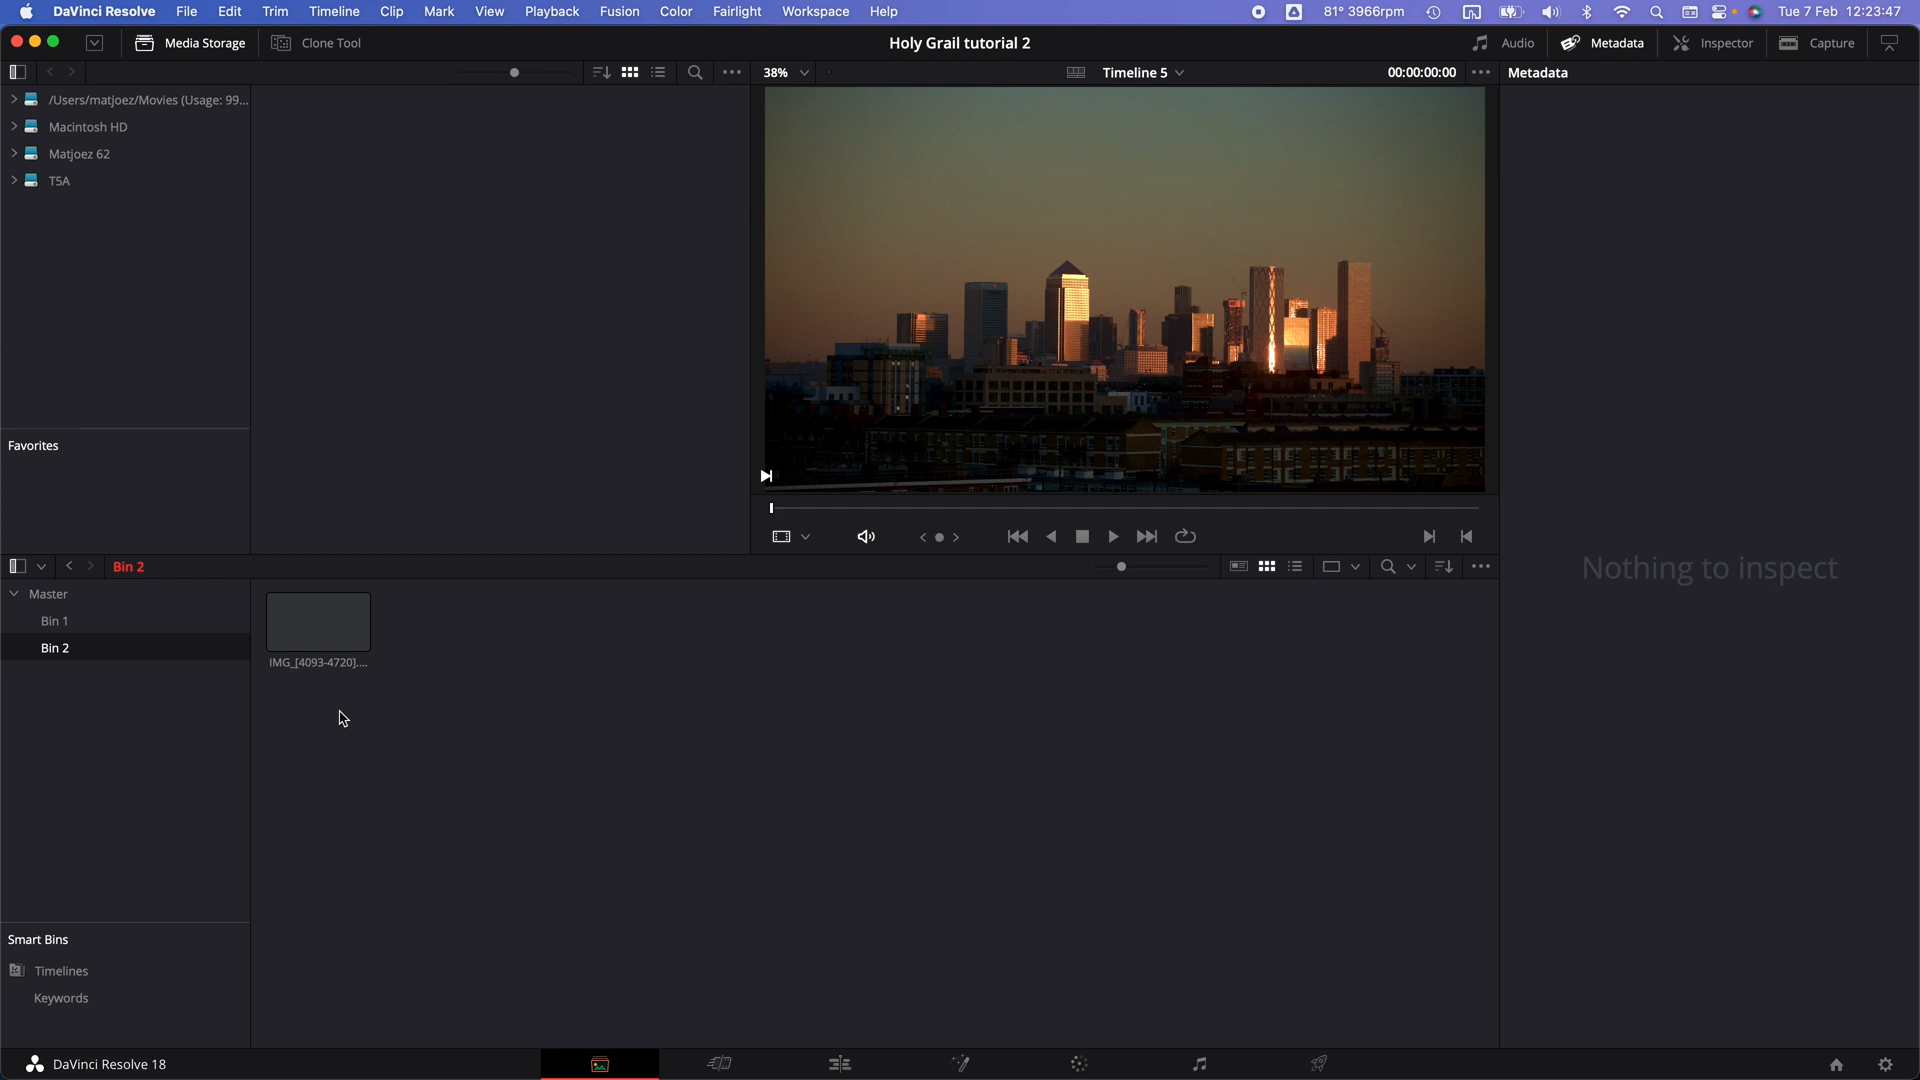 DaVinci Resolve File Edit Trim Timeline Clip Mark View Playback Fusion Color Fairlight Workspace Help 81° 3966rpm Tue 7 Feb 12:23:47
Media Storage Clone Tool Holy Grail tutorial 2 Audio Metadata Inspector Capture
38% Timeline 5 00:00:00:00 Metadata
/Users/matjoez/Movies (Usage: 99...
Macintosh HD
Matjoez 62
T5A
Favorites
Bin 2
Master
Bin 1
Bin 2
IMG_[4093-4720]....
Nothing to inspect
Smart Bins
Timelines
Keywords
DaVinci Resolve 18